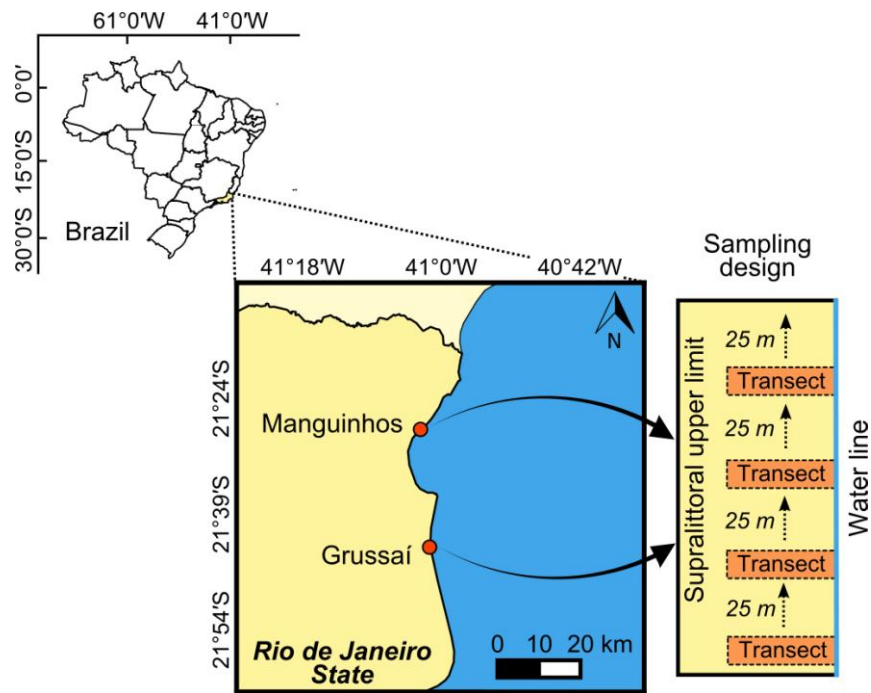 61°0′W
41°0′W
0°0′
15°0′S
30°0′S
Brazil
41°18′W
41°0′W
40°42′W
21°24′S
21°39′S
21°54′S
N
Manguinhos
Grussaí
Rio de Janeiro
State
0 10 20 km
Sampling
design
Supralittoral upper limit
25 m
Transect
25 m
Transect
25 m
Transect
25 m
Transect
Water line